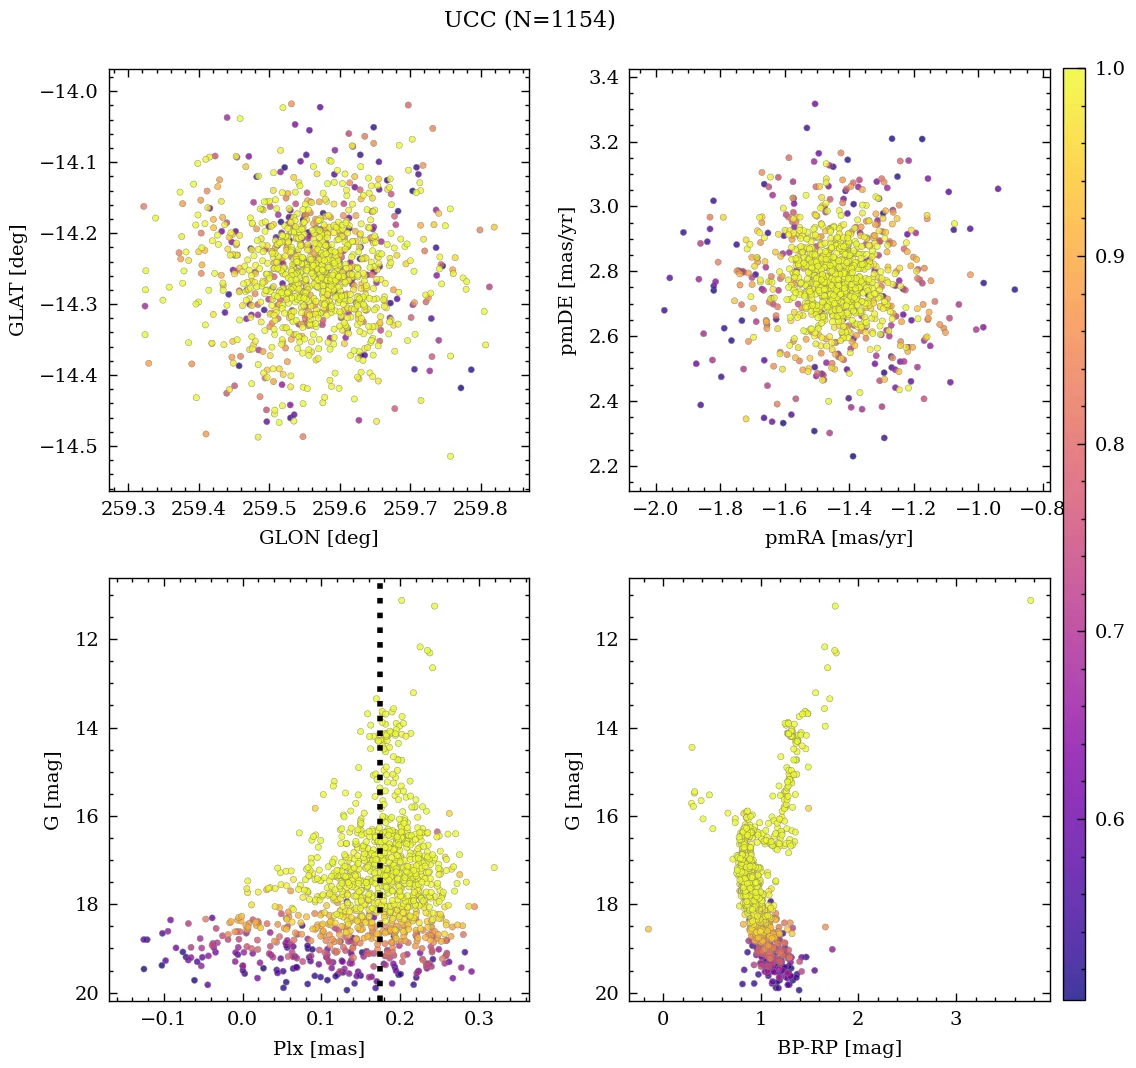 UCC (N=1154)
−14.0
−14.1
−14.2
−14.3
−14.4
−14.5
GLAT [deg]
259.3 259.4 259.5 259.6 259.7 259.8
GLON [deg]
3.4
3.2
3.0
2.8
2.6
2.4
2.2
pmDE [mas/yr]
−2.0 −1.8 −1.6 −1.4 −1.2 −1.0 −0.8
pmRA [mas/yr]
1.0
0.9
0.8
0.7
0.6
12
14
16
18
20
G [mag]
−0.1 0.0 0.1 0.2 0.3
Plx [mas]
12
14
16
18
20
G [mag]
0 1 2 3
BP-RP [mag]